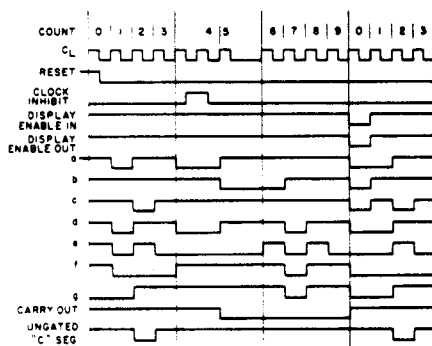 COUNT 0 1 2 3 4 5 6 7 8 9 0 1 2 3
CL
RESET
CLOCK
INHIBIT
DISPLAY
ENABLE IN
DISPLAY
ENABLE OUT
a
b
c
d
e
f
g
CARRY OUT
UNGATED
"C" SEG